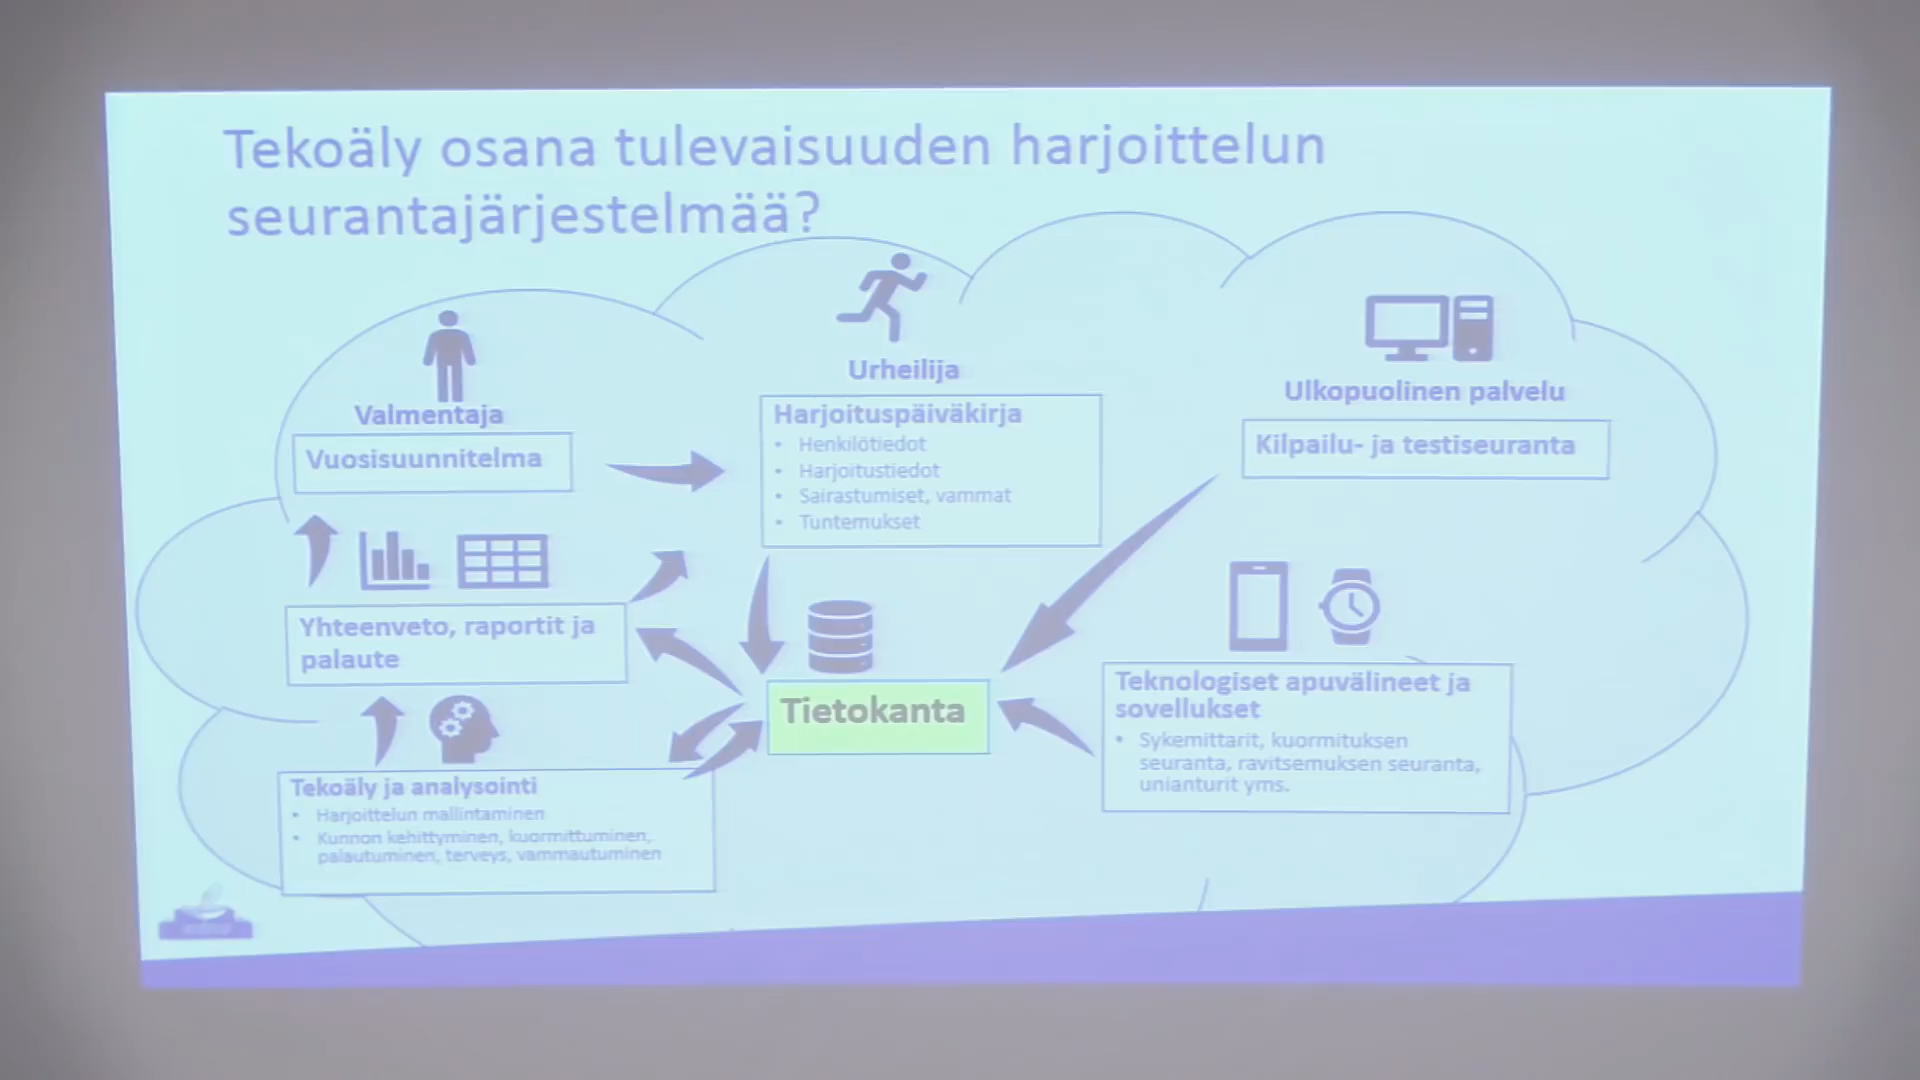 Tekoäly osana tulevaisuuden harjoittelun
seurantajärjestelmää?
Valmentaja
Vuosisuunnitelma
Urheilija
Harjoituspäiväkirja
• Henkilötiedot
• Harjoitustiedot
• Sairastumiset, vammat
• Tuntemukset
Ulkopuolinen palvelu
Kilpailu- ja testiseuranta
Yhteenveto, raportit ja
palaute
Tietokanta
Teknologiset apuvälineet ja
sovellukset
• Sykemittarit, kuormituksen
seuranta, ravitsemuksen seuranta,
unianturit yms.
Tekoäly ja analysointi
• Harjoittelun mallintaminen
• Kunnon kehittyminen, kuormittuminen,
palautuminen, terveys, vammautuminen